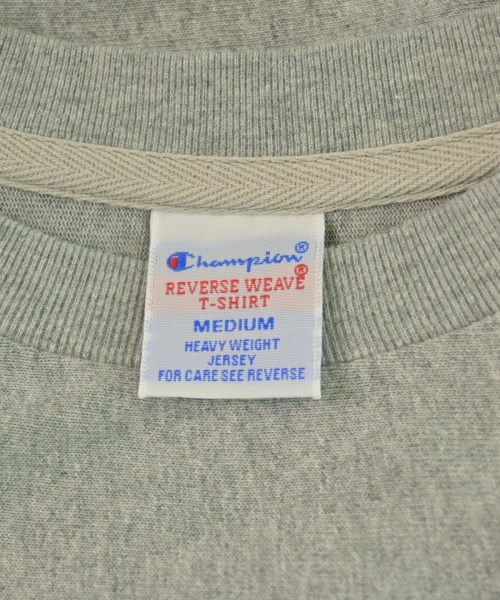 Champion®
REVERSE WEAVE®
T-SHIRT
MEDIUM
HEAVY WEIGHT
JERSEY
FOR CARE SEE REVERSE